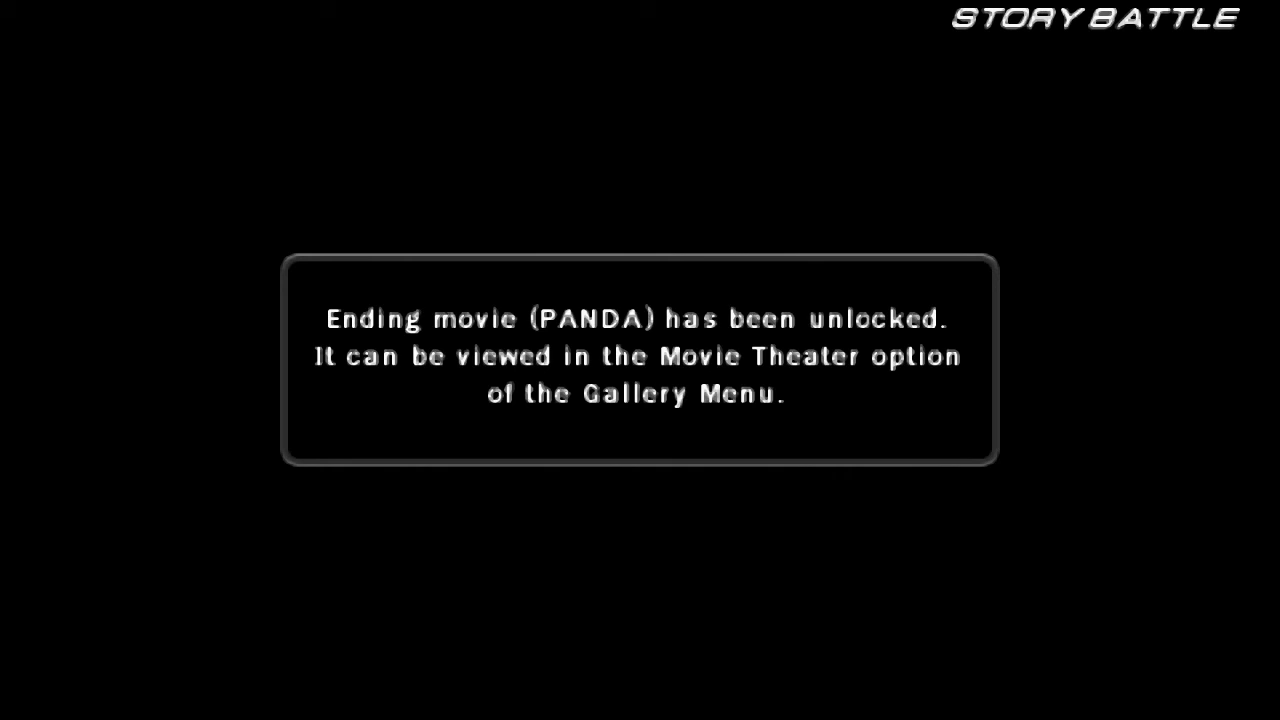 STORY BATTLE
Ending movie (PANDA) has been unlocked.
It can be viewed in the Movie Theater option
of the Gallery Menu.